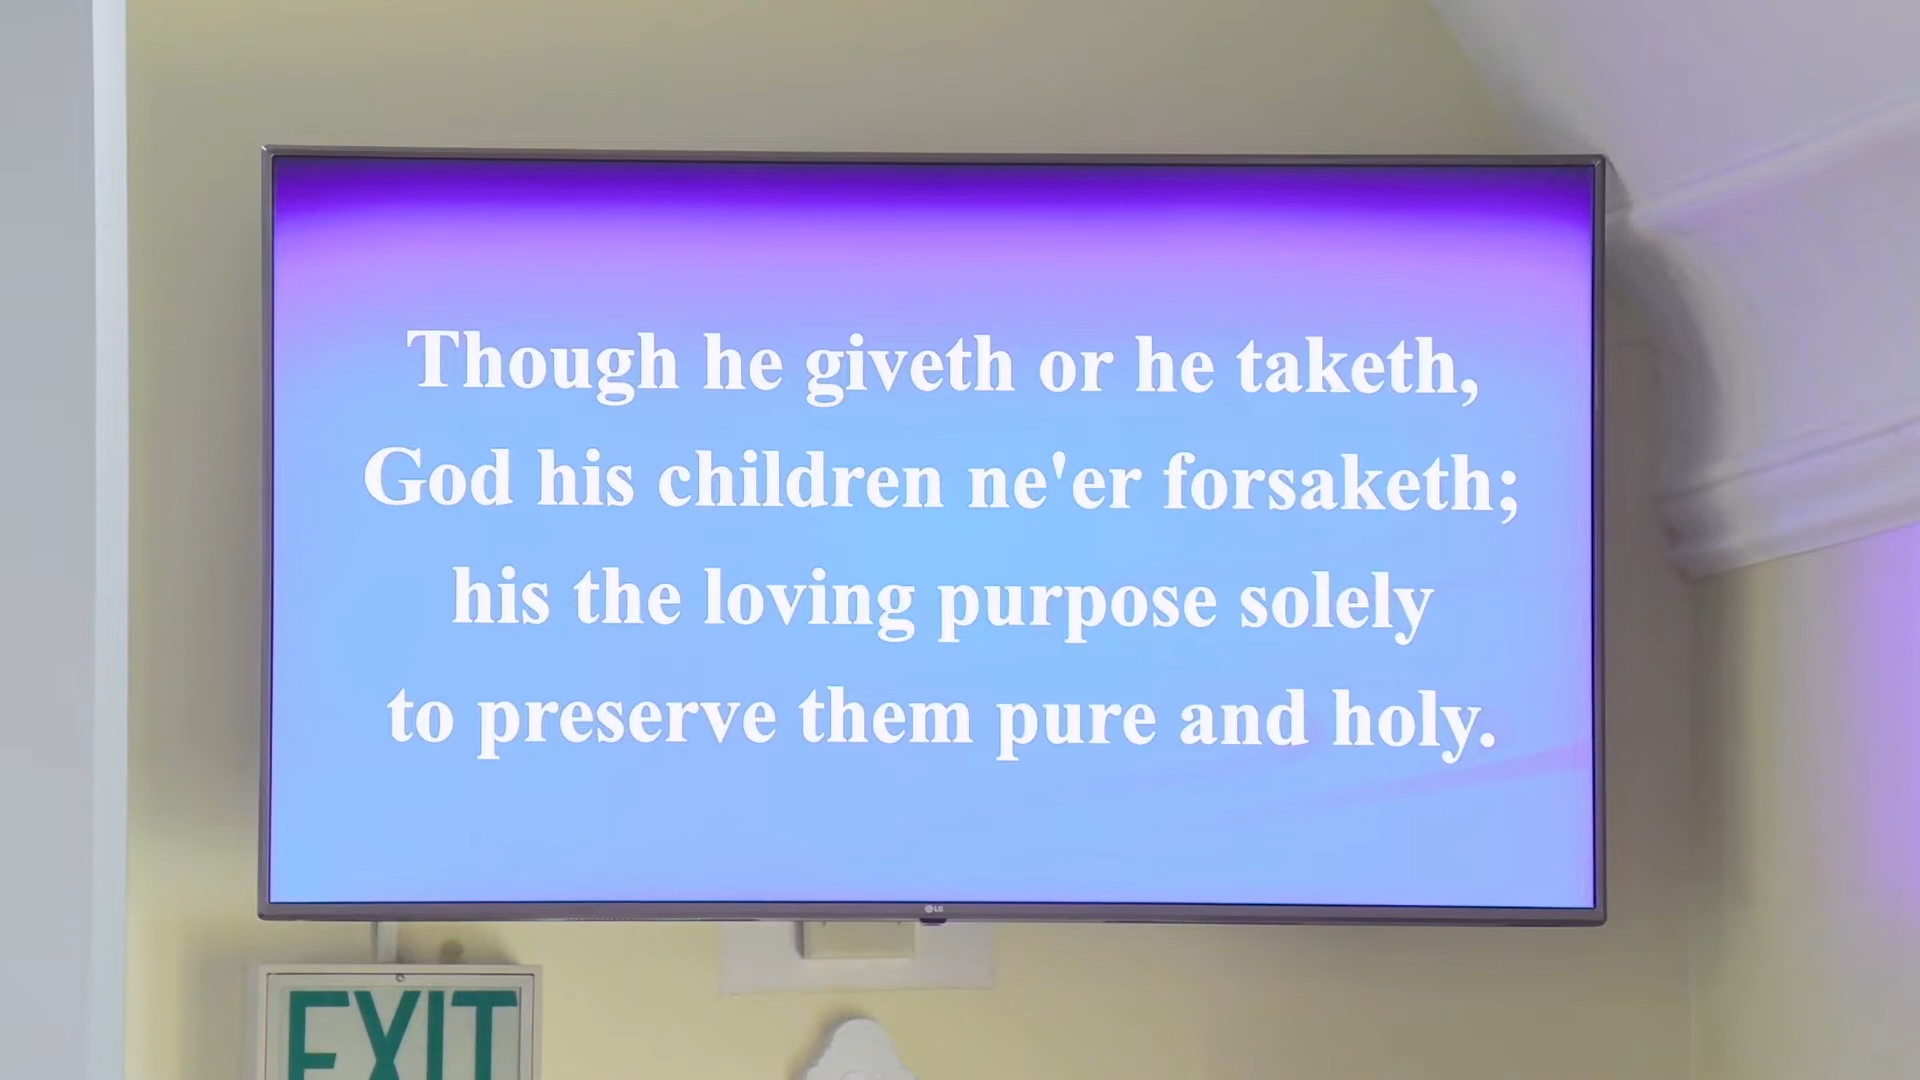 Though he giveth or he taketh,
God his children ne'er forsaketh;
his the loving purpose solely
to preserve them pure and holy.
LG
EXIT